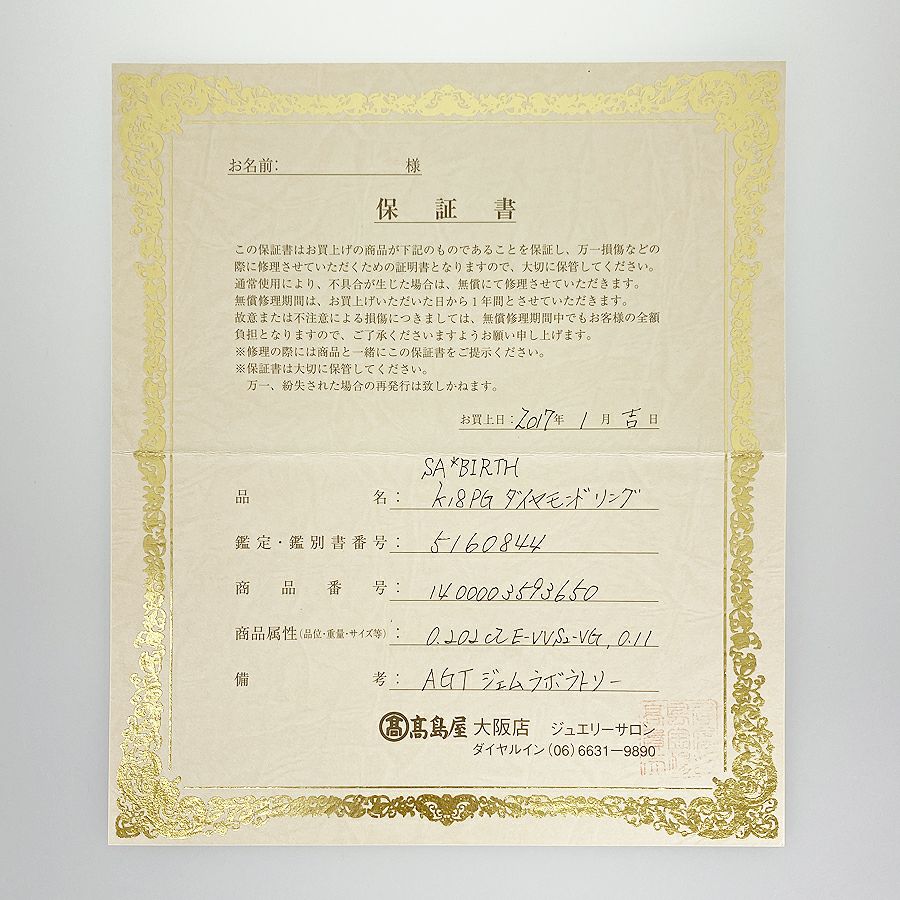 お名前: 様
保証書
この保証書はお買上げの商品が下記のものであることを保証し、万一損傷などの
際に修理させていただくための証明書となりますので、大切に保管してください。
通常使用により、不具合が生じた場合は、無償にて修理させていただきます。
無償修理期間は、お買上げいただいた日から1年間とさせていただきます。
故意または不注意による損傷につきましては、無償修理期間中でもお客様の全額
負担となりますので、ご了承くださいますようお願い申し上げます。
※修理の際には商品と一緒にこの保証書をご提示ください。
※保証書は大切に保管してください。
万一、紛失された場合の再発行は致しかねます。
お買上日：2017年 1月 吉日
SA*BIRTH
品名： K18PG ダイヤモンドリング
鑑定・鑑別書番号： 5160844
商品番号： 1400003593650
商品属性(品位・重量・サイズ等)： 0.202ct E-VVS2-VG, 0.11
備考： AGT ジェムラボラトリー
髙 髙島屋 大阪店 ジュエリーサロン
ダイヤルイン(06)6631-9890